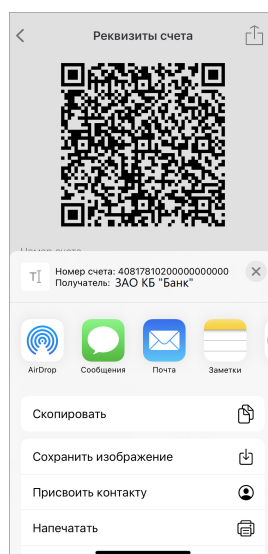 Реквизиты счета
Номер счета
Номер счета: 40817810200000000000
Получатель: ЗАО КБ "Банк"
AirDrop
Сообщения
Почта
Заметки
Скопировать
Сохранить изображение
Присвоить контакту
Напечатать